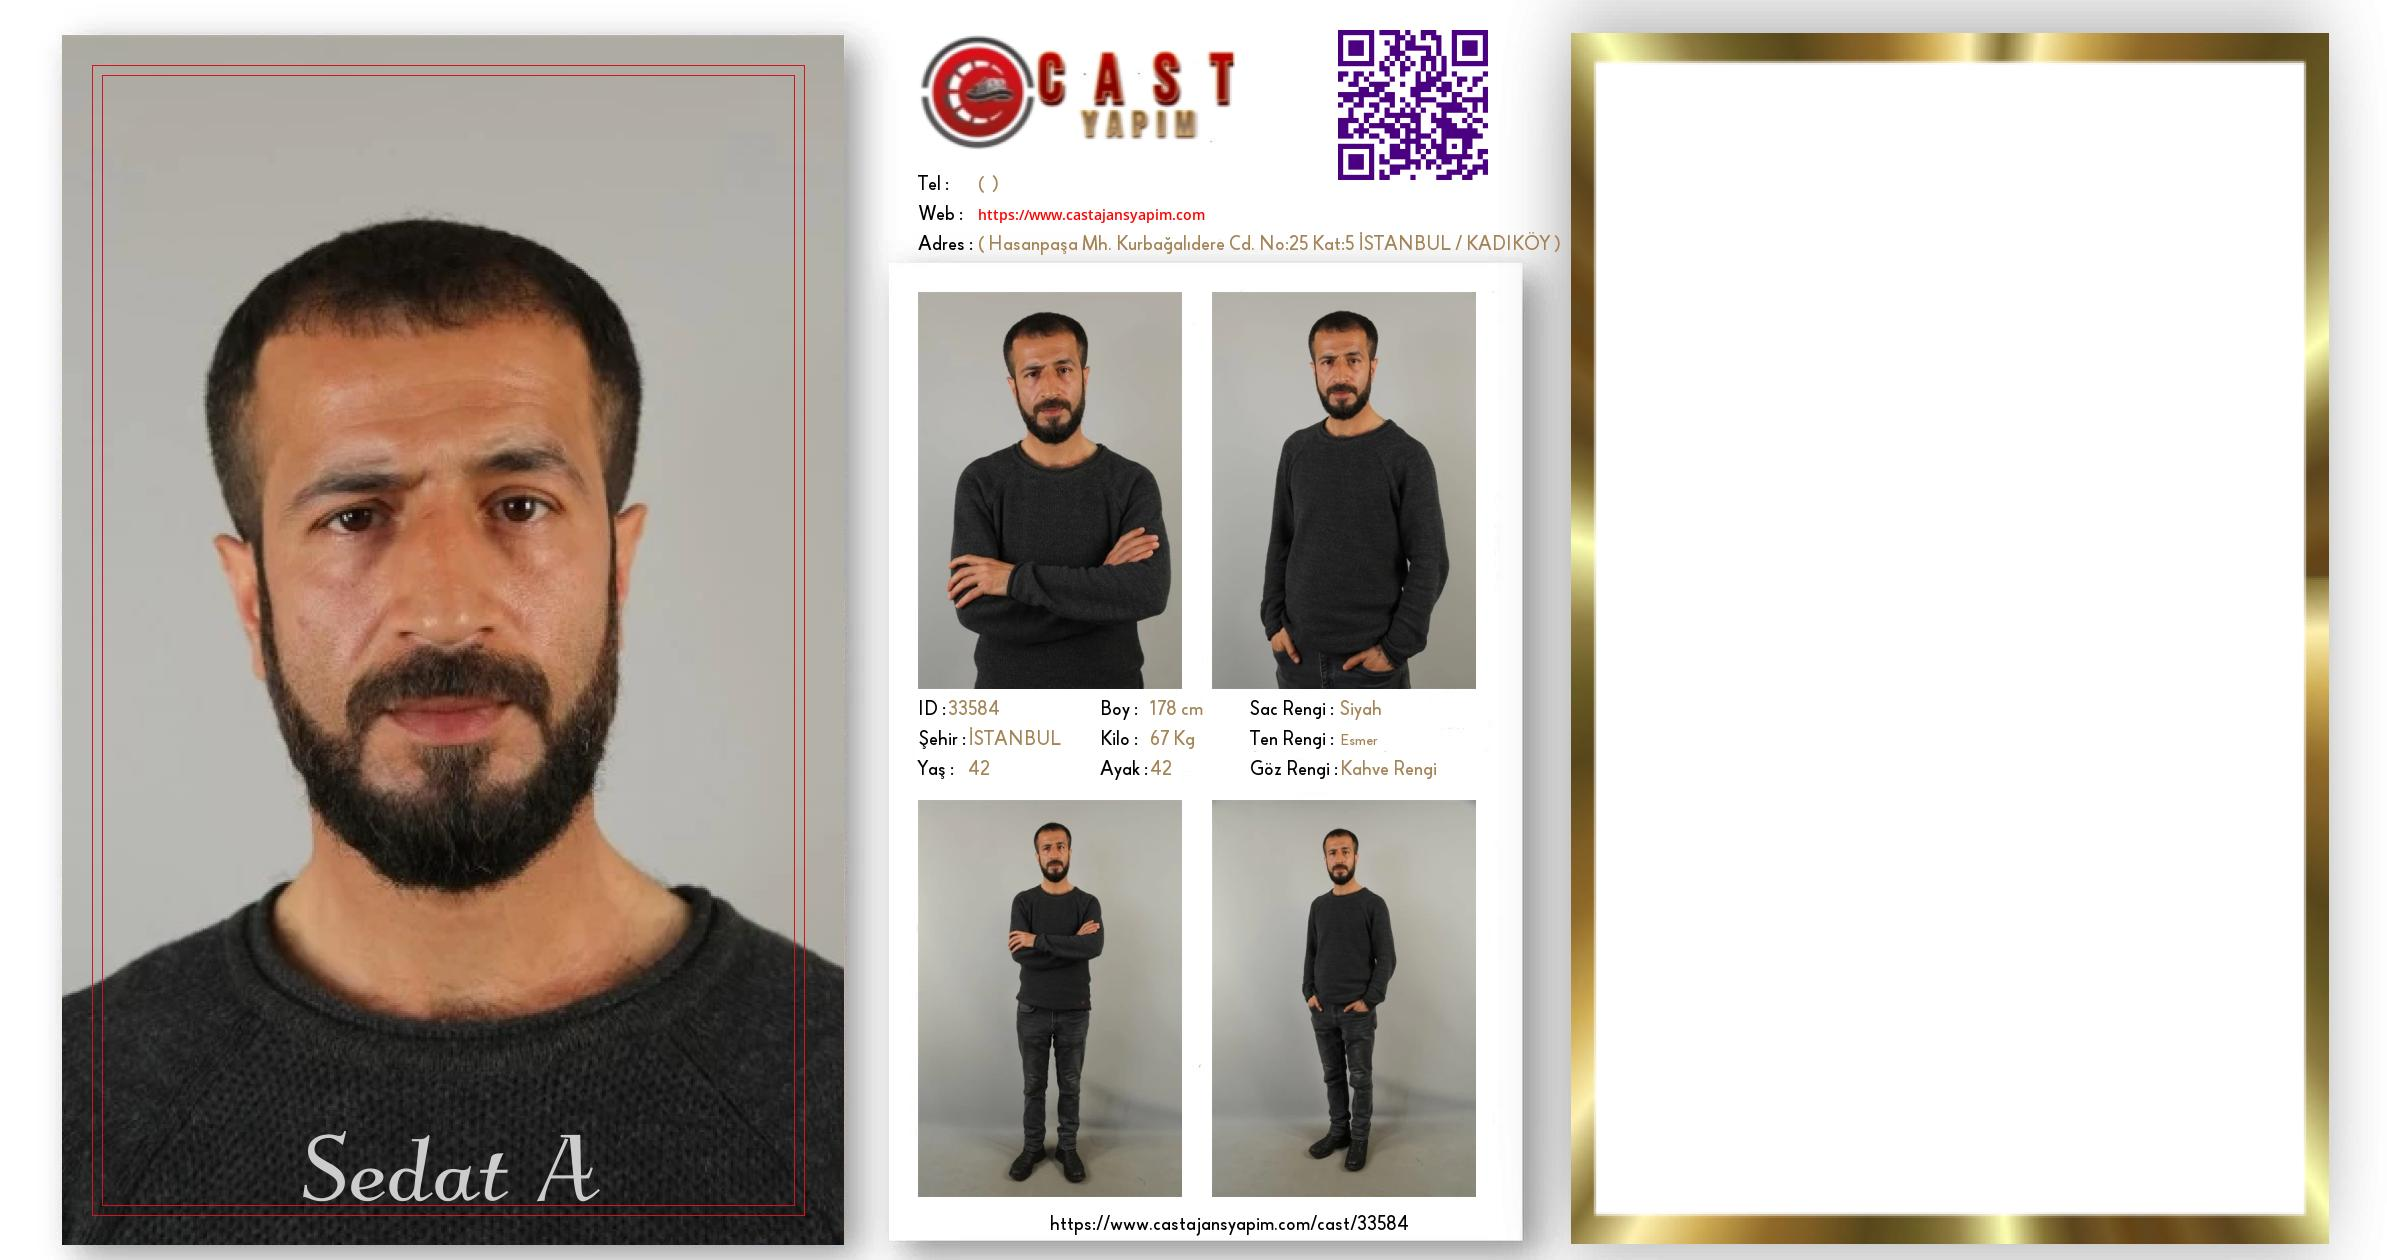 Sedat A
CAST
YAPIM
Tel : ( )
Web : https://www.castajansyapim.com
Adres : ( Hasanpaşa Mh. Kurbağalıdere Cd. No:25 Kat:5 İSTANBUL / KADIKÖY )
ID : 33584 Boy : 178 cm Sac Rengi : Siyah
Şehir : İSTANBUL Kilo : 67 Kg Ten Rengi : Esmer
Yaş : 42 Ayak : 42 Göz Rengi : Kahve Rengi
https://www.castajansyapim.com/cast/33584